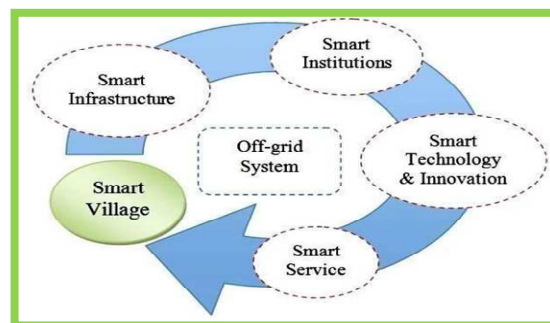 Smart
Infrastructure
Smart
Institutions
Smart
Technology
& Innovation
Smart
Service
Smart
Village
Off-grid
System